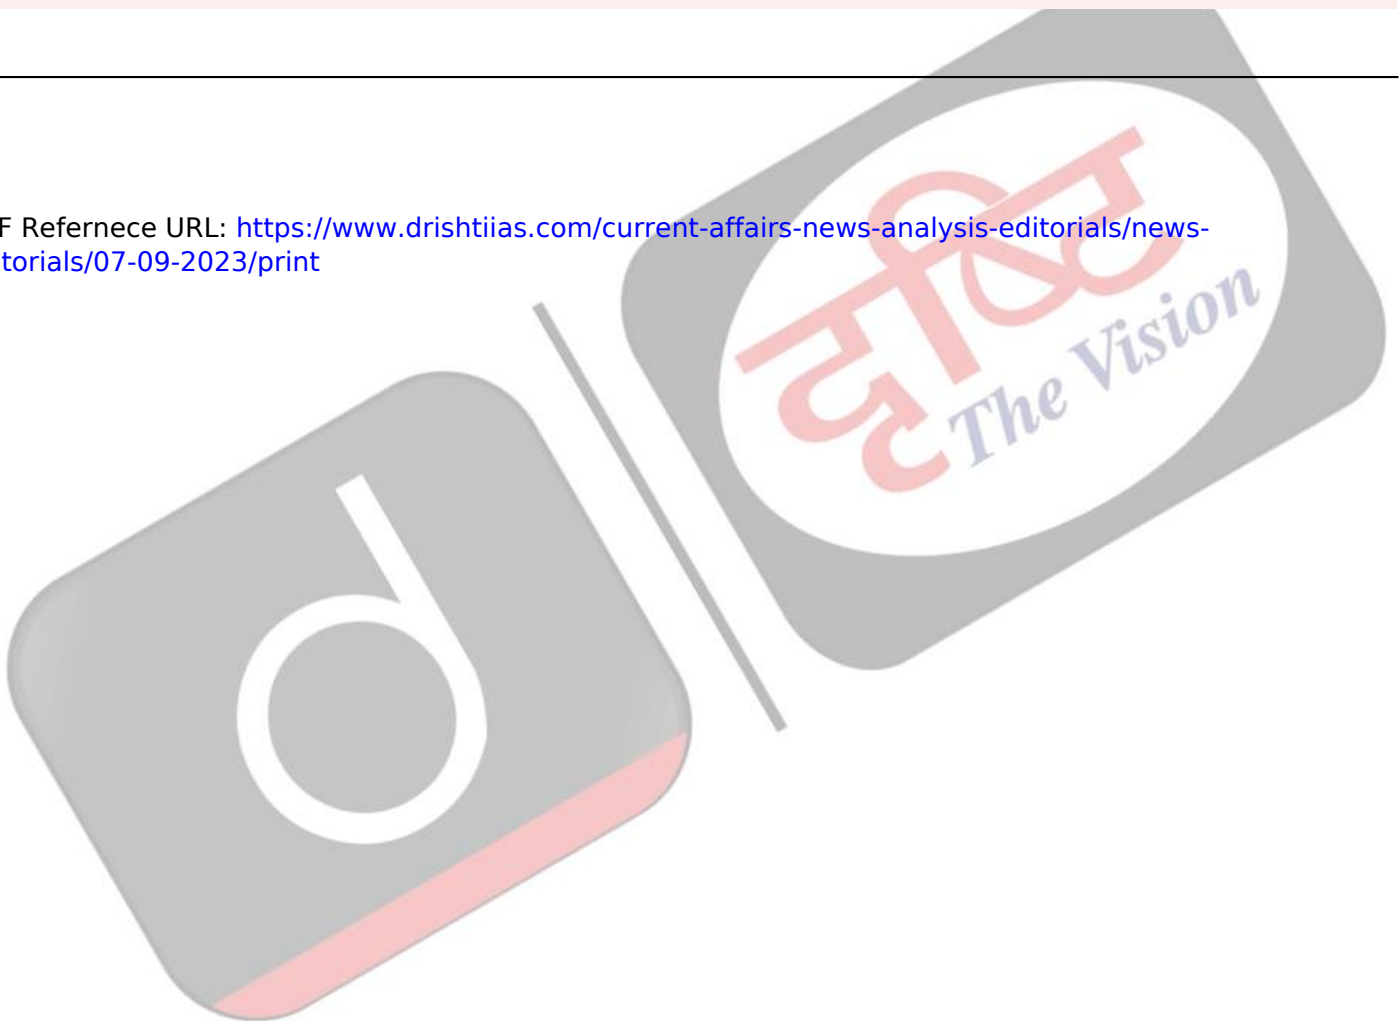 F Refernece URL: https://www.drishtiias.com/current-affairs-news-analysis-editorials/news-
torials/07-09-2023/print
दृष्टि
The Vision
d